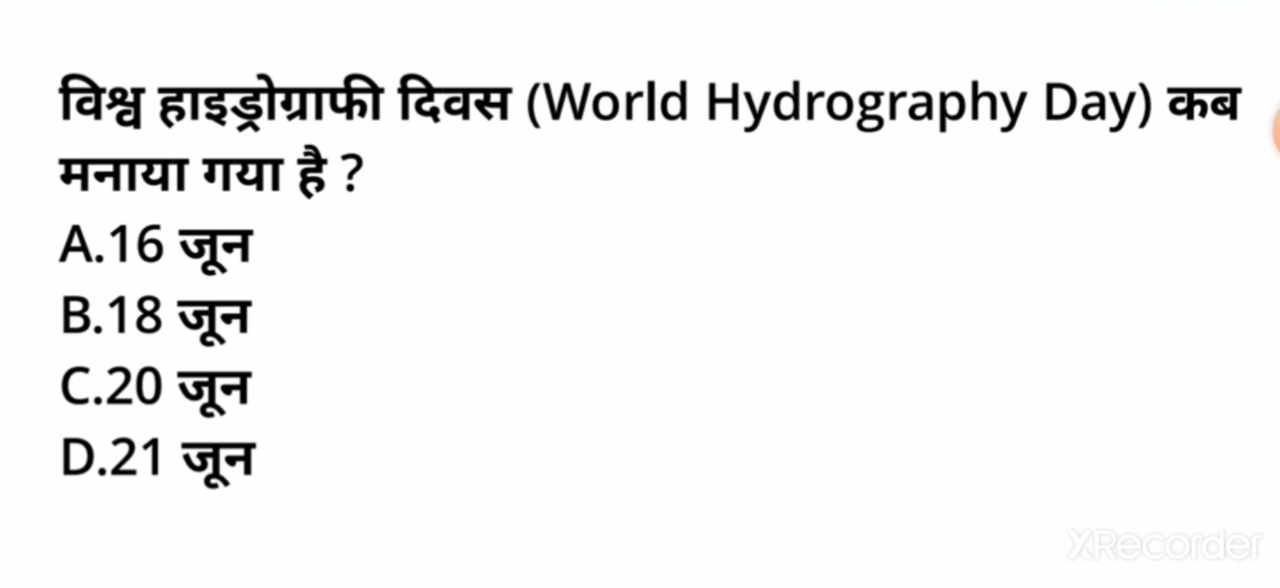 विश्व हाइड्रोग्राफी दिवस (World Hydrography Day) कब
मनाया गया है ?
A.16 जून
B.18 जून
C.20 जून
D.21 जून
XRecorder